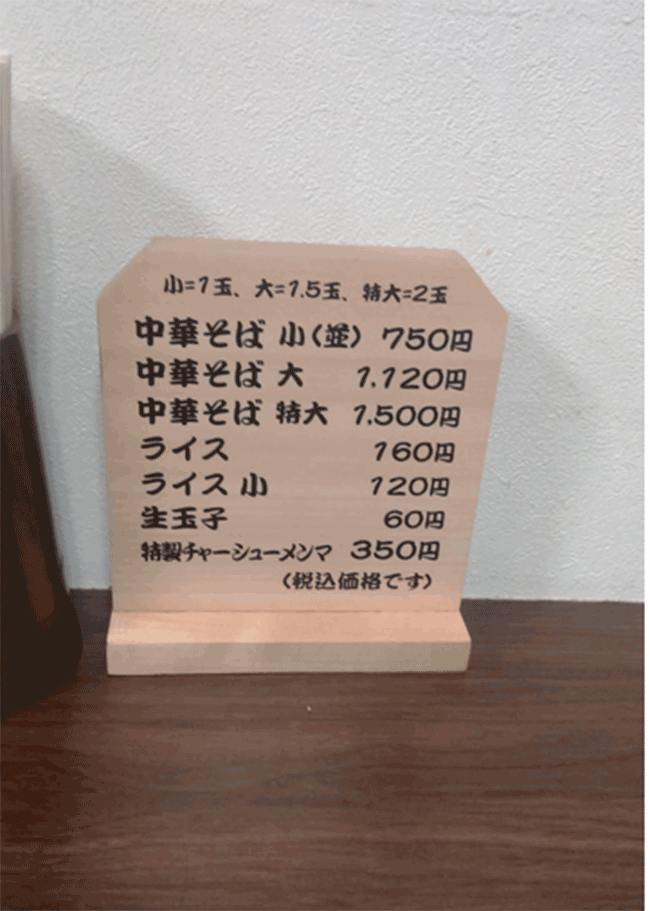 小=1玉、大=1.5玉、特大=2玉
中華そば 小(並) 750円
中華そば 大 1.120円
中華そば 特大 1.500円
ライス 160円
ライス 小 120円
生玉子 60円
特製チャーシューメンマ 350円
(税込価格です)